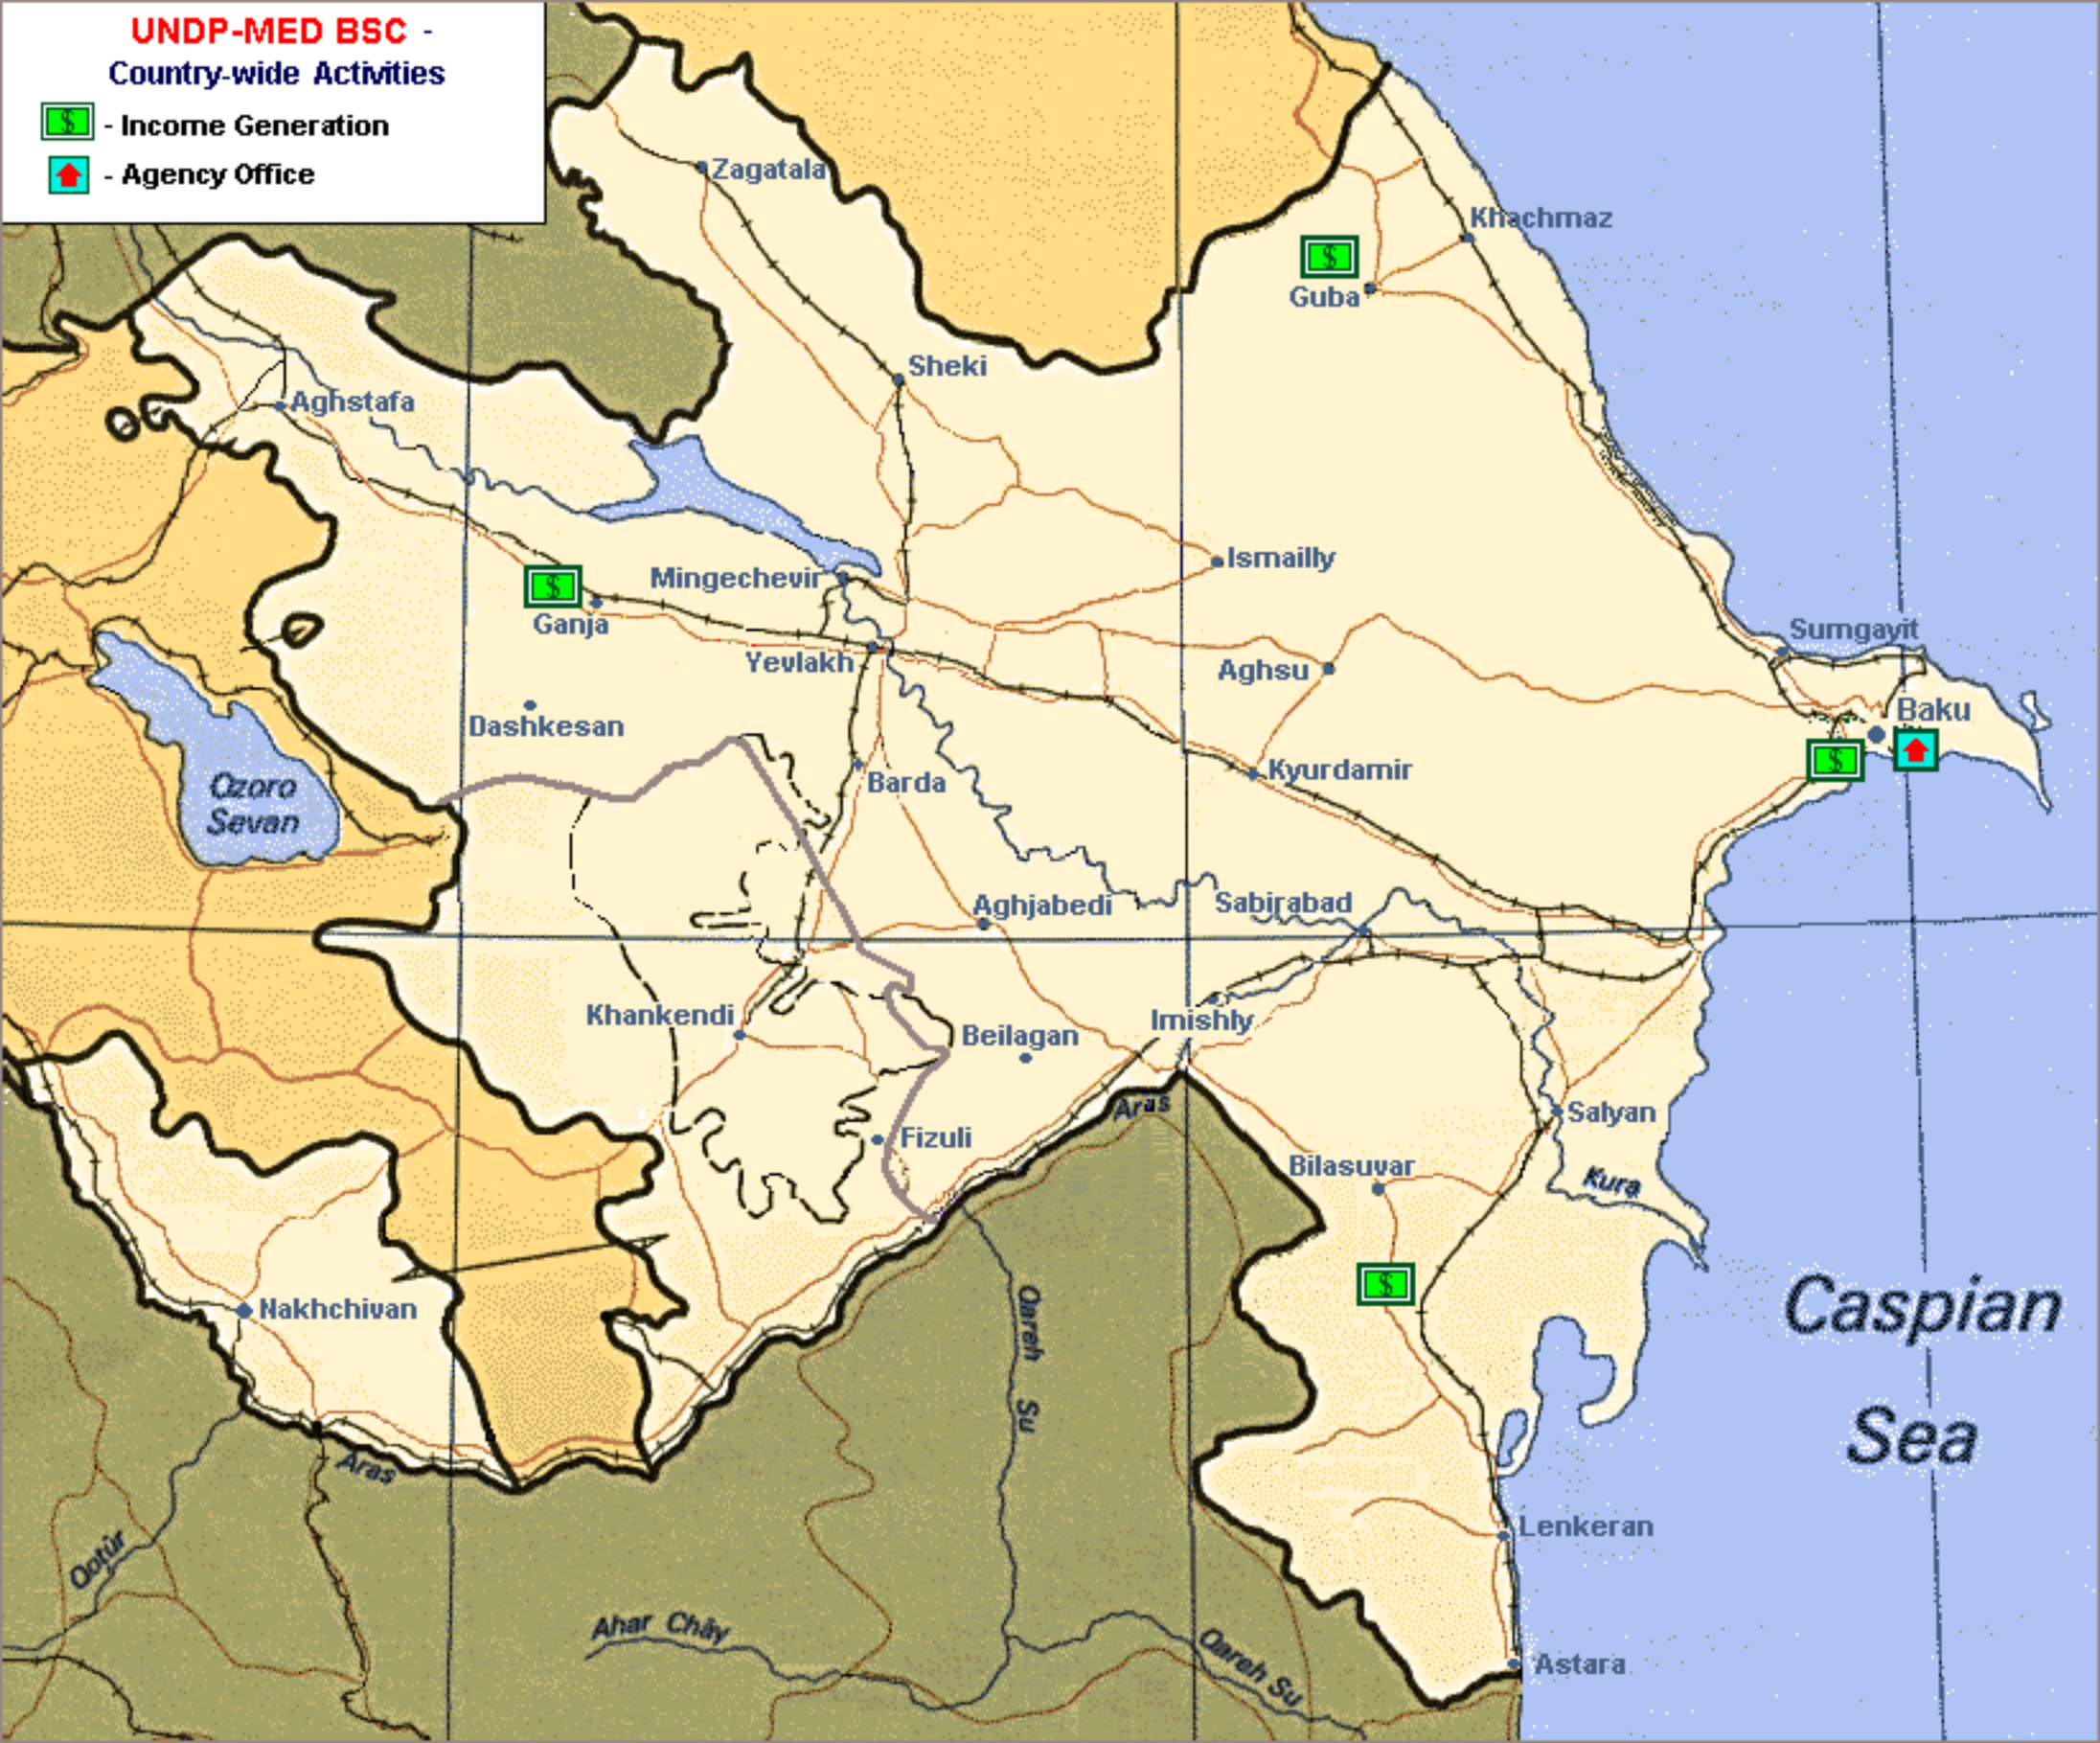 UNDP-MED BSC -
Country-wide Activities
$ - Income Generation
- Agency Office
Zagatala
Khachmaz
$
Guba
Sheki
Aghstafa
Ismailly
Mingechevir
$
Ganja
Sumgayit
Yevlakh
Aghsu
Dashkesan
Baku
$
Kyurdamir
Barda
Ozoro
Sevan
Aghjabedi
Sabirabad
Khankendi
Imishly
Beilagan
Aras
Salyan
Fizuli
Bilasuvar
Kura
$
Nakhchivan
Qareh Su
Caspian
Sea
Aras
Lenkeran
Qotûr
Ahar Chây
Qareh Su
Astara